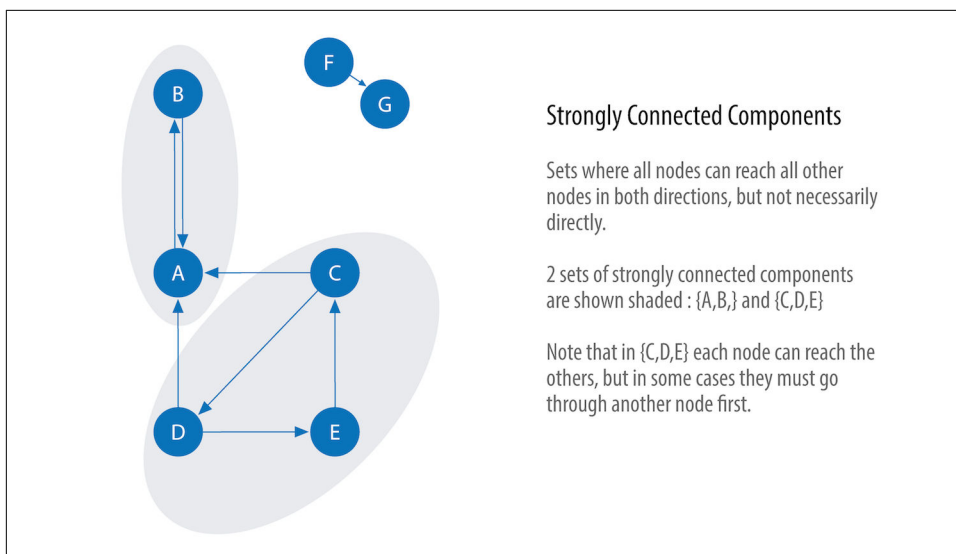 F
B
G
A
C
D
E
Strongly Connected Components
Sets where all nodes can reach all other
nodes in both directions, but not necessarily
directly.
2 sets of strongly connected components
are shown shaded : {A,B,} and {C,D,E}
Note that in {C,D,E} each node can reach the
others, but in some cases they must go
through another node first.